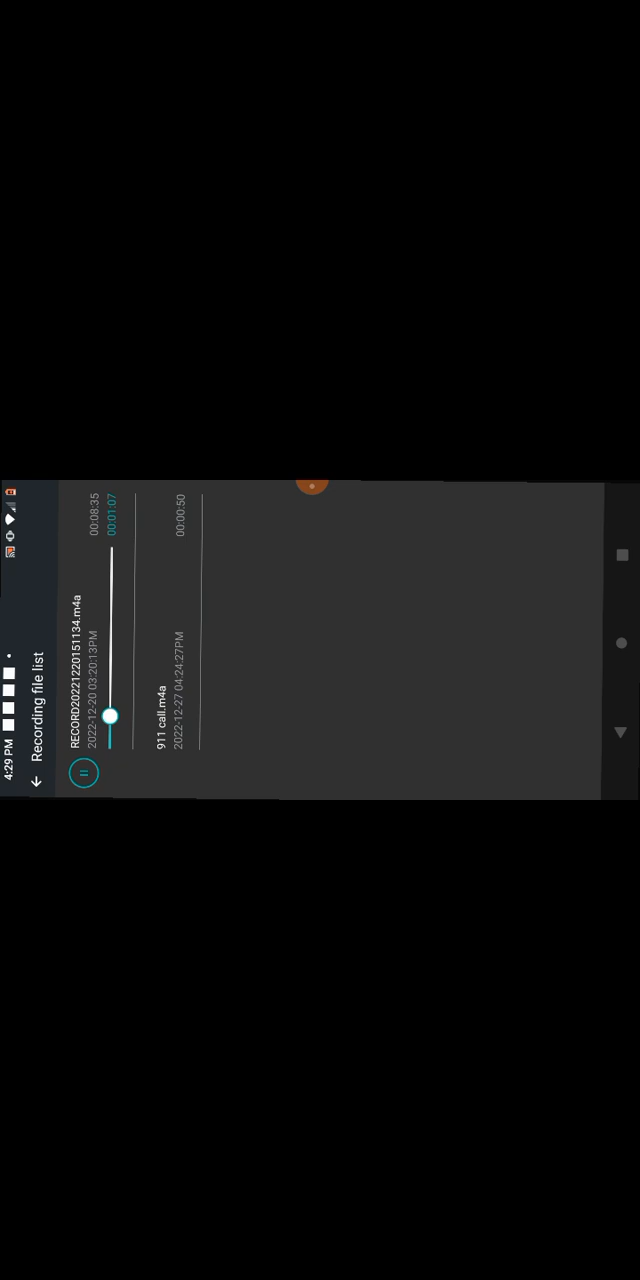 4:29 PM
Recording file list
RECORD20221220151134.m4a
2022-12-20 03:20:13PM 00:08:35
00:01:07
911 call.m4a
2022-12-27 04:24:27PM 00:00:50